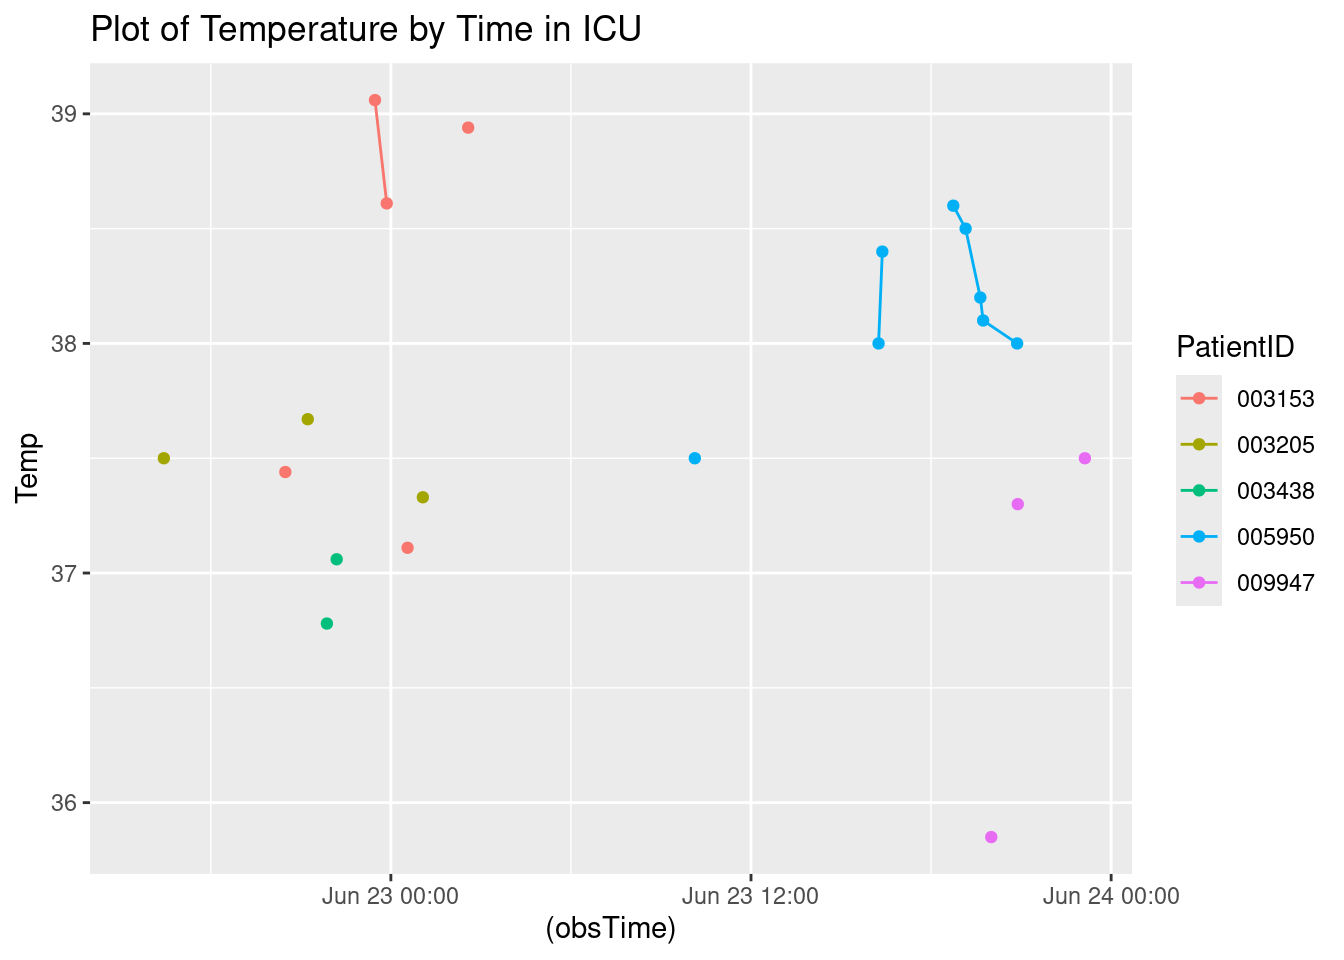 Plot of Temperature by Time in ICU
39
38
37
36
Temp
Jun 23 00:00
Jun 23 12:00
Jun 24 00:00
(obsTime)
PatientID
003153
003205
003438
005950
009947